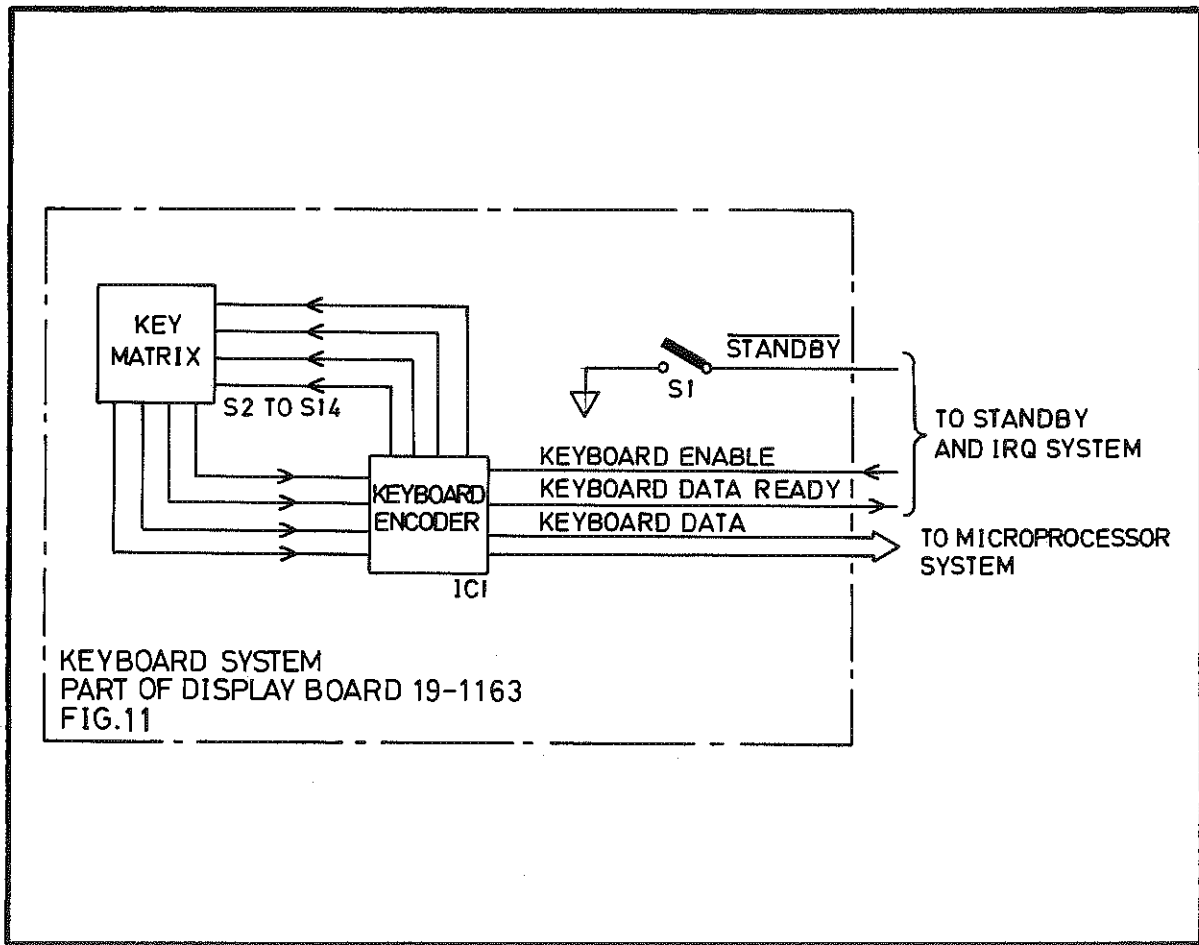 KEY
MATRIX
S2 TO S14
STANDBY
S1
TO STANDBY
AND IRQ SYSTEM
KEYBOARD ENABLE
KEYBOARD DATA READY
KEYBOARD DATA
KEYBOARD
ENCODER
IC1
TO MICROPROCESSOR
SYSTEM
KEYBOARD SYSTEM
PART OF DISPLAY BOARD 19-1163
FIG.11